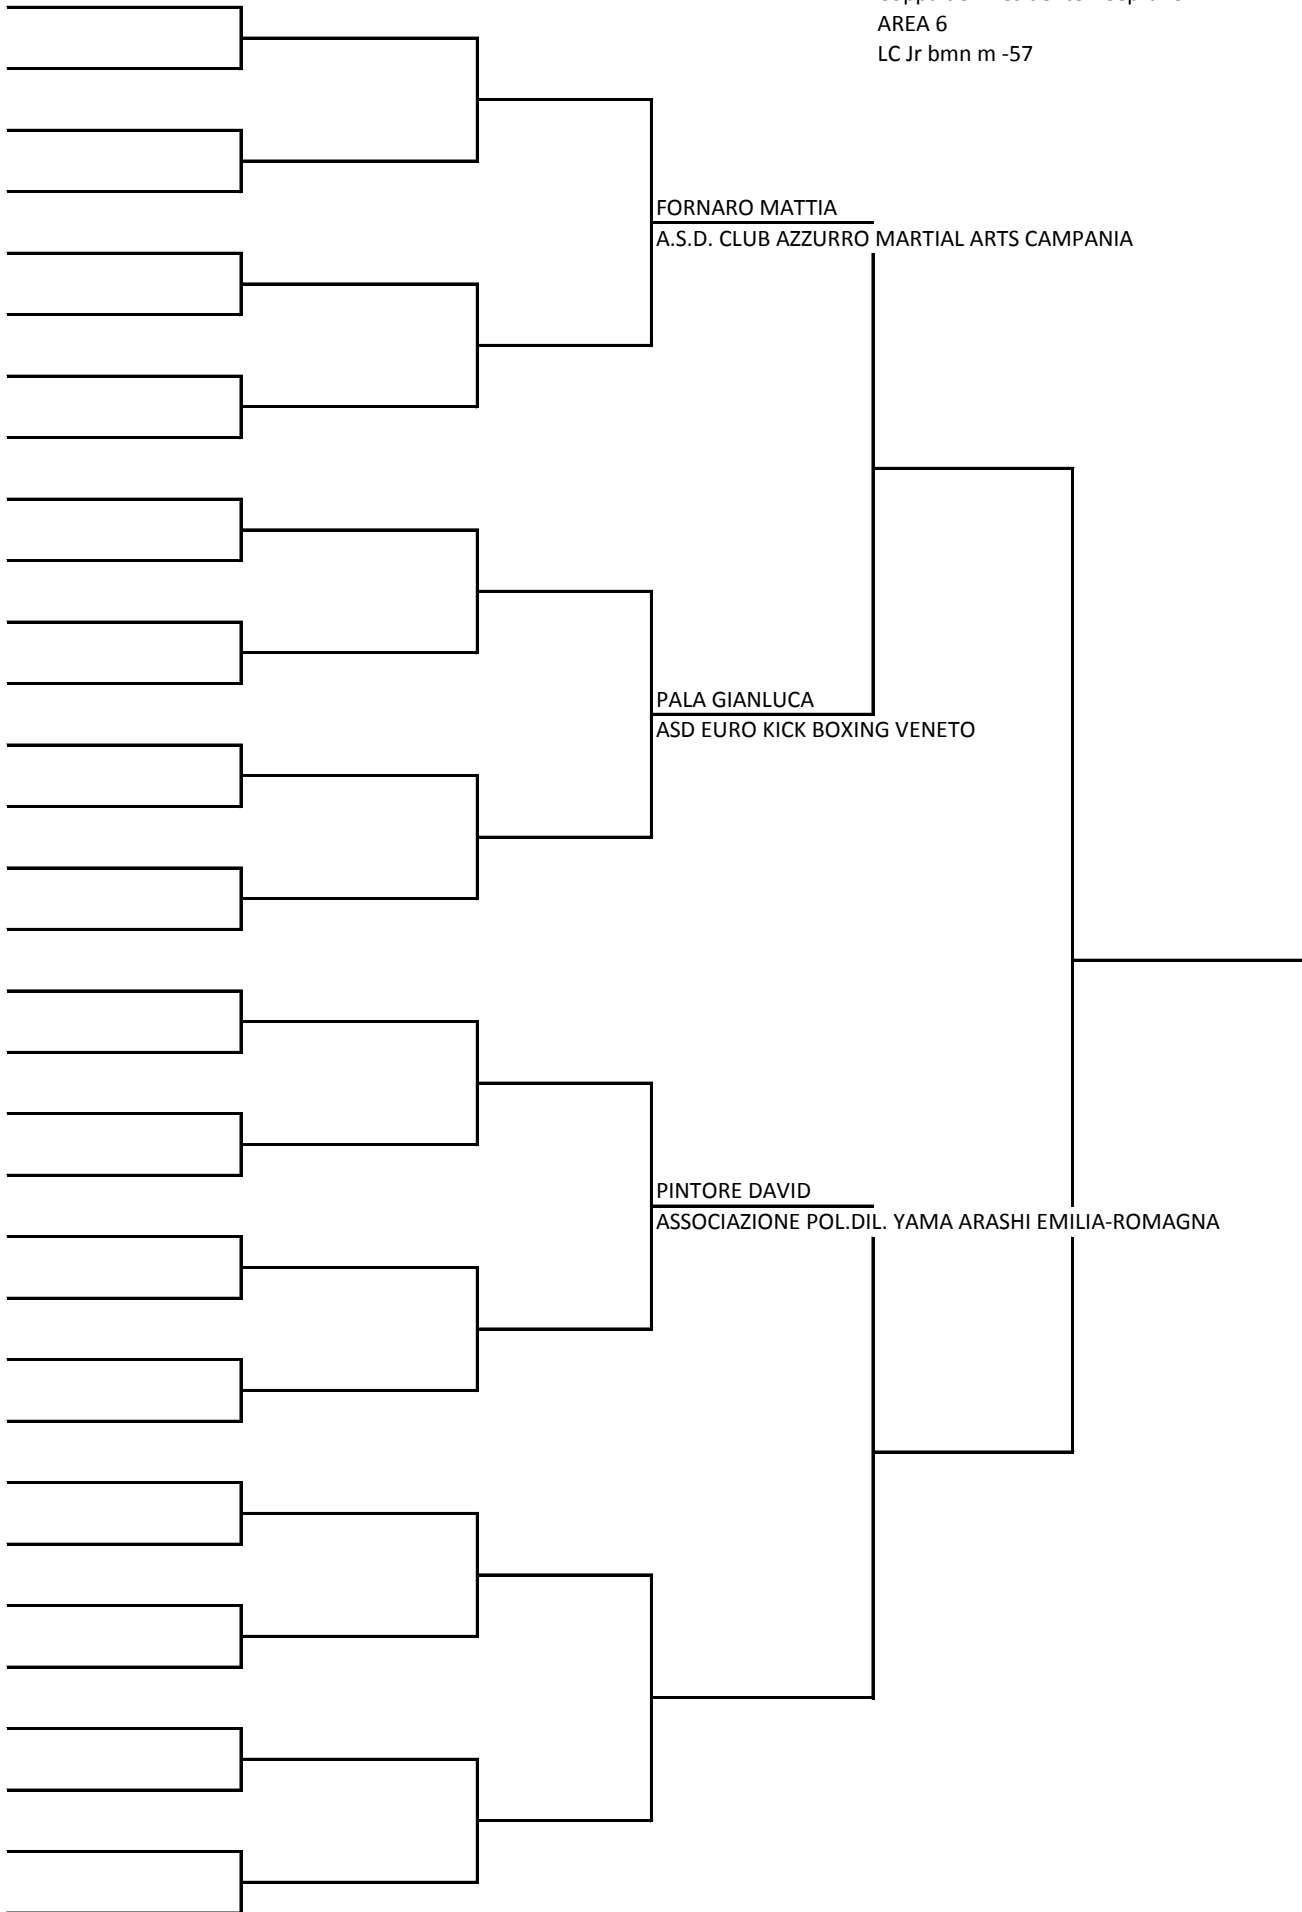 AREA 6
LC Jr bmn m -57
FORNARO MATTIA
A.S.D. CLUB AZZURRO MARTIAL ARTS CAMPANIA
PALA GIANLUCA
ASD EURO KICK BOXING VENETO
PINTORE DAVID
ASSOCIAZIONE POL.DIL. YAMA ARASHI EMILIA-ROMAGNA